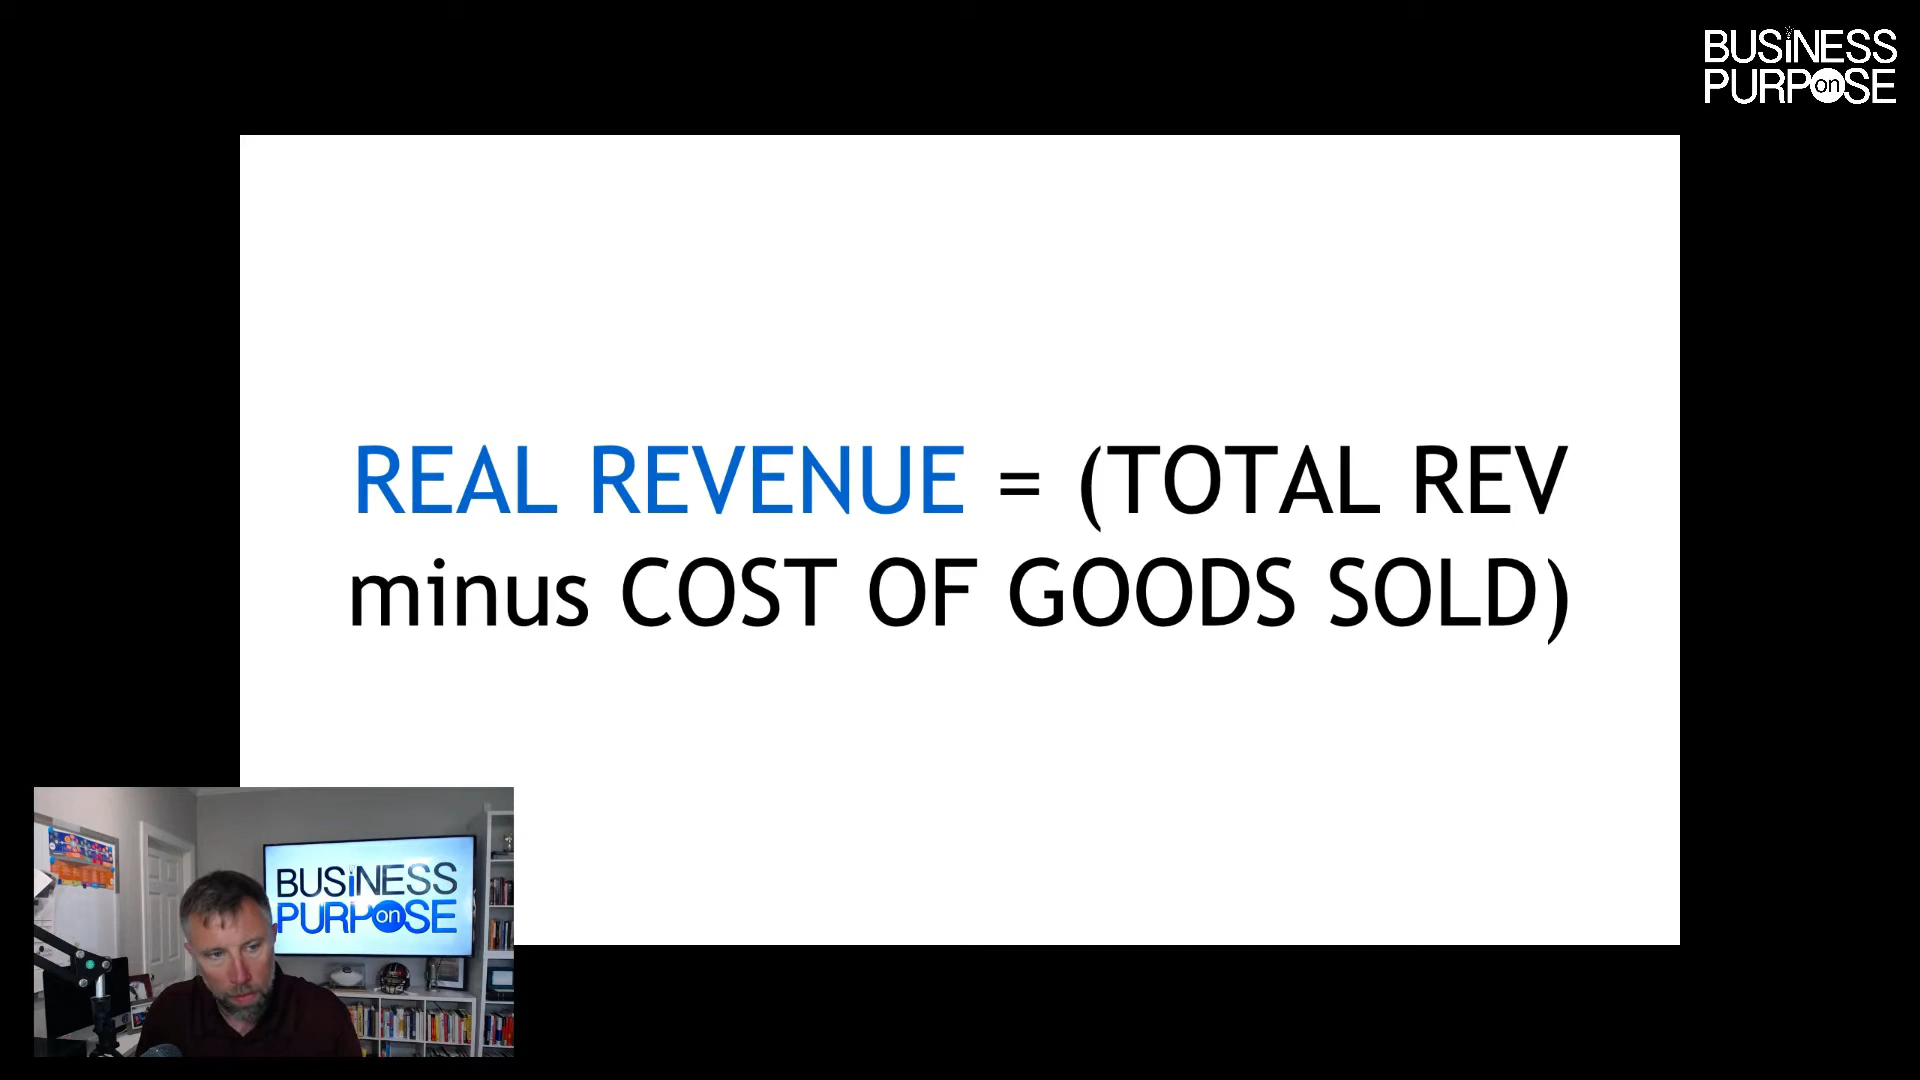 BUSiNESS
PURPonSE
REAL REVENUE = (TOTAL REV
minus COST OF GOODS SOLD)
BUSiNESS
PURPonSE